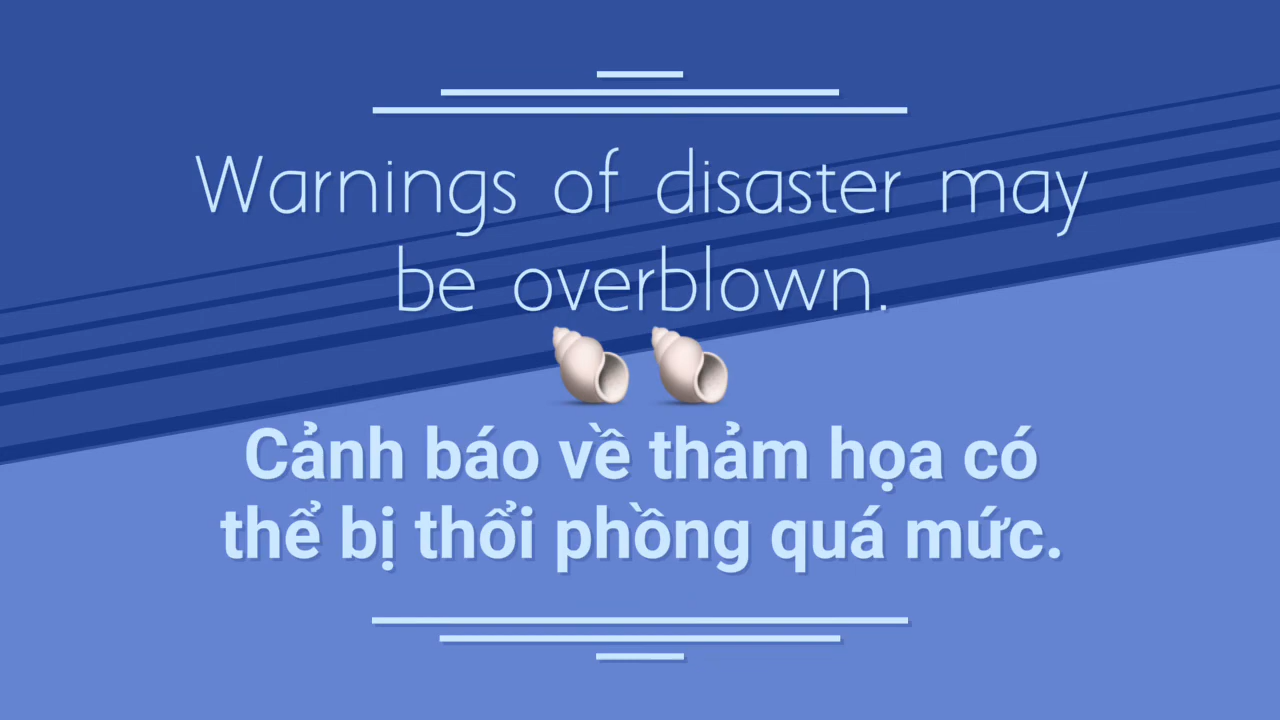 Warnings of disaster may
be overblown.
Cảnh báo về thảm họa có
thể bị thổi phồng quá mức.